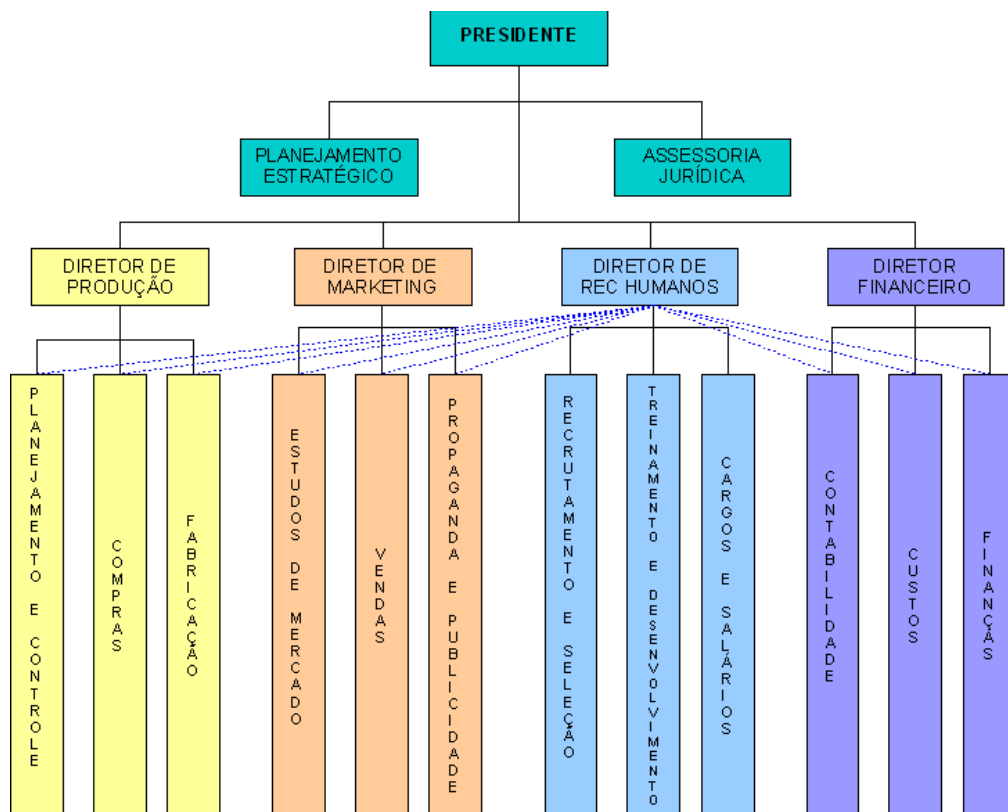 PRESIDENTE
PLANEJAMENTO
ESTRATÉGICO
ASSESSORIA
JURÍDICA
DIRETOR DE
PRODUÇÃO
DIRETOR DE
MARKETING
DIRETOR DE
REC HUMANOS
DIRETOR
FINANCEIRO
PLANEJAMENTO E CONTROLE
COMPRAS
FABRICAÇÃO
ESTUDOS DE MERCADO
VENDAS
PROPAGANDA E PUBLICIDADE
RECRUTAMENTO E SELEÇÃO
TREINAMENTO E DESENVOLVIMENTO
CARGOS E SALÁRIOS
CONTABILIDADE
CUSTOS
FINANÇAS